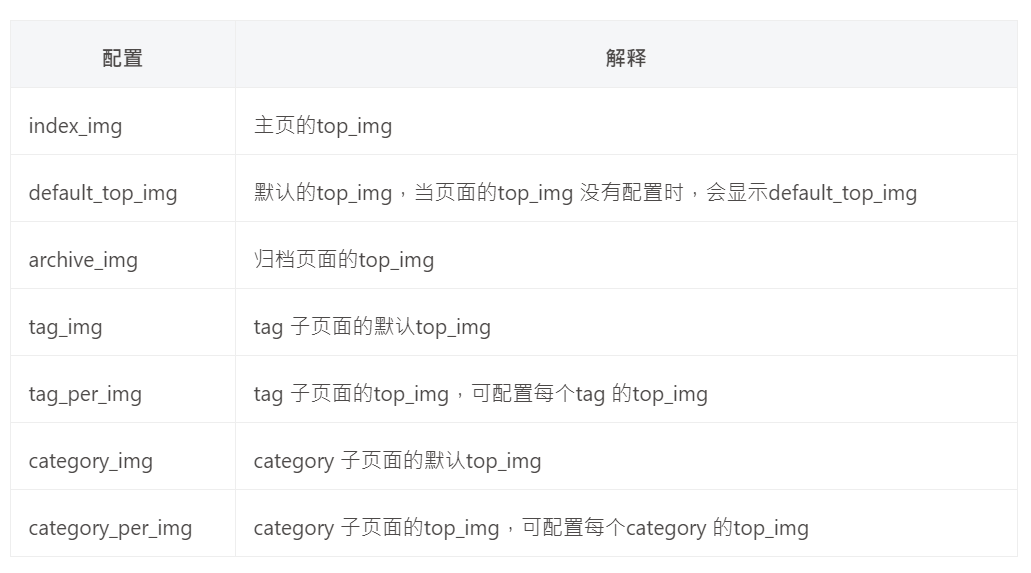 配置 解释
index_img 主页的top_img
default_top_img 默认的top_img，当页面的top_img 没有配置时，会显示default_top_img
archive_img 归档页面的top_img
tag_img tag 子页面的默认top_img
tag_per_img tag 子页面的top_img，可配置每个tag 的top_img
category_img category 子页面的默认top_img
category_per_img category 子页面的top_img，可配置每个category 的top_img